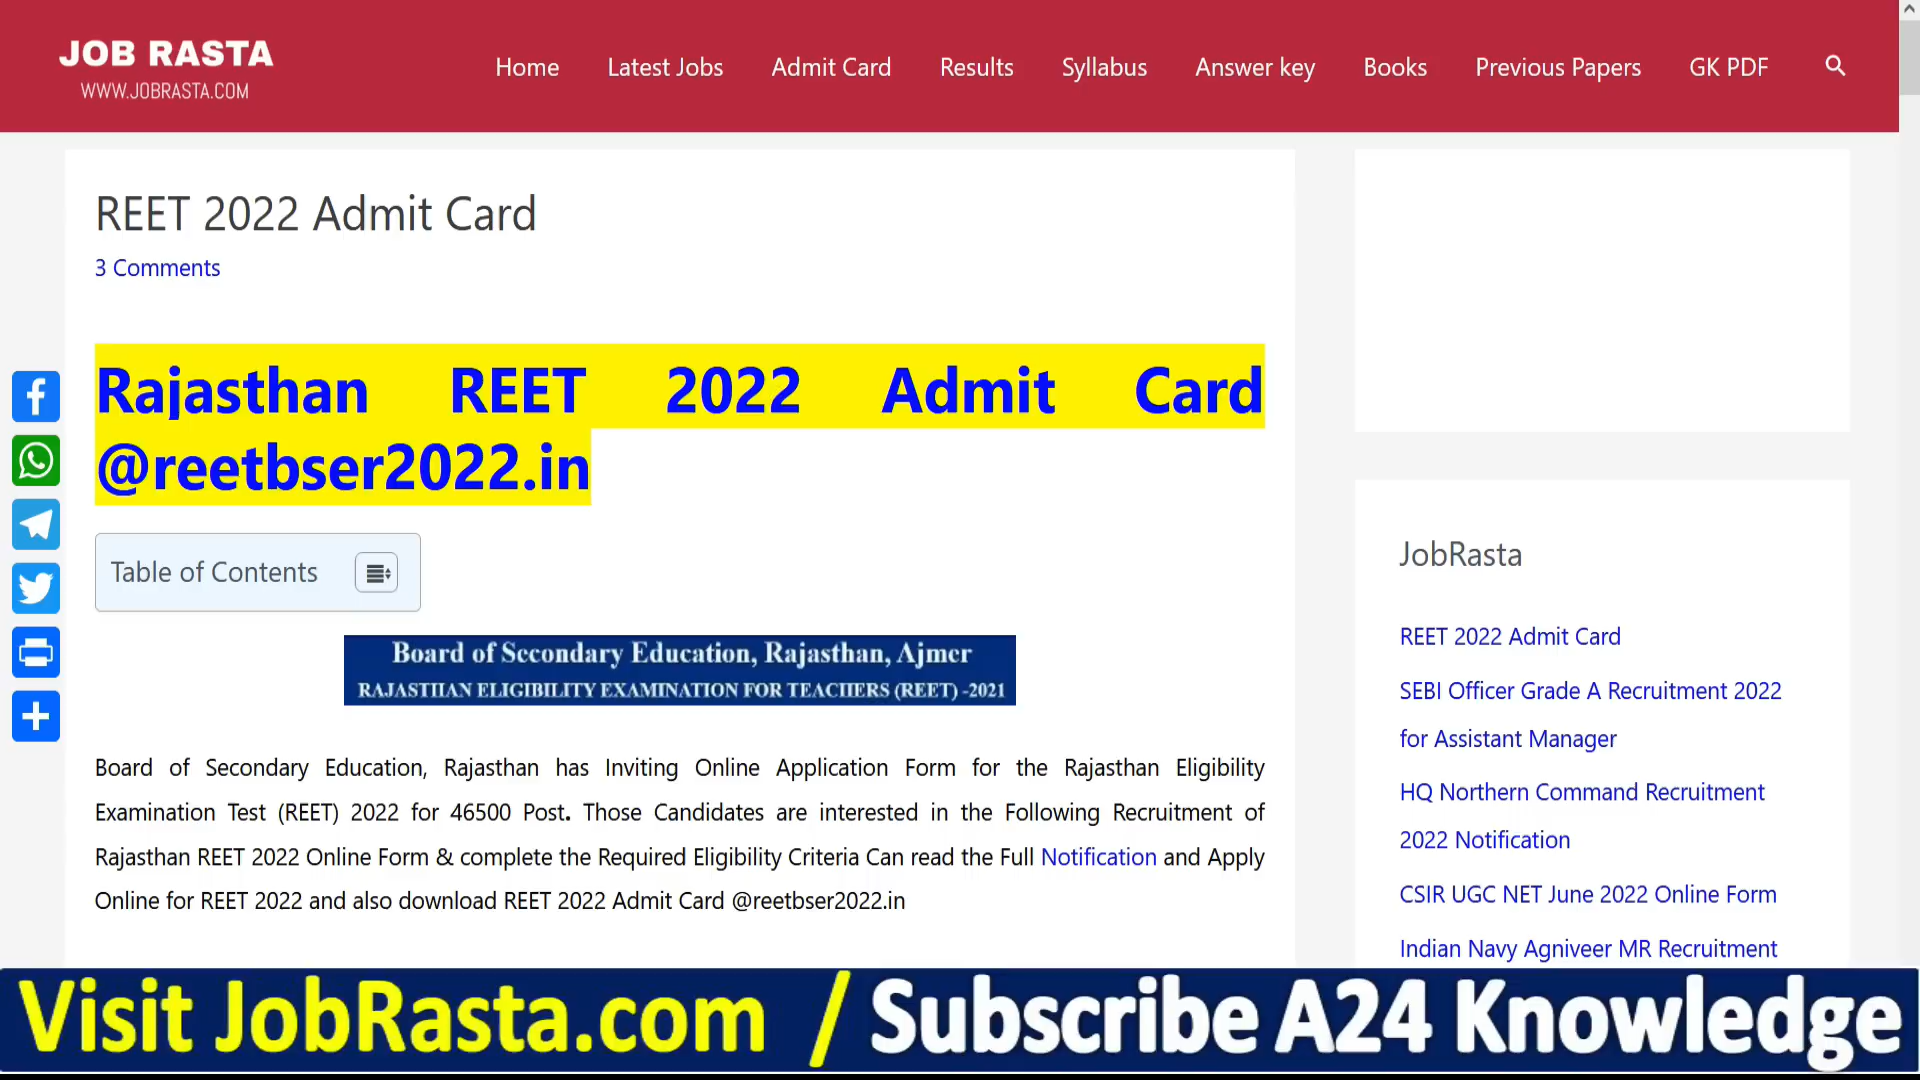 JOB RASTA
WWW.JOBRASTA.COM
Home Latest Jobs Admit Card Results Syllabus Answer key Books Previous Papers GK PDF
REET 2022 Admit Card
3 Comments
Rajasthan REET 2022 Admit Card
@reetbser2022.in
Table of Contents
Board of Secondary Education, Rajasthan, Ajmer
RAJASTHAN ELIGIBILITY EXAMINATION FOR TEACHERS (REET) -2021
Board of Secondary Education, Rajasthan has Inviting Online Application Form for the Rajasthan Eligibility
Examination Test (REET) 2022 for 46500 Post. Those Candidates are interested in the Following Recruitment of
Rajasthan REET 2022 Online Form & complete the Required Eligibility Criteria Can read the Full Notification and Apply
Online for REET 2022 and also download REET 2022 Admit Card @reetbser2022.in
JobRasta
REET 2022 Admit Card
SEBI Officer Grade A Recruitment 2022
for Assistant Manager
HQ Northern Command Recruitment
2022 Notification
CSIR UGC NET June 2022 Online Form
Indian Navy Agniveer MR Recruitment
Visit JobRasta.com / Subscribe A24 Knowledge